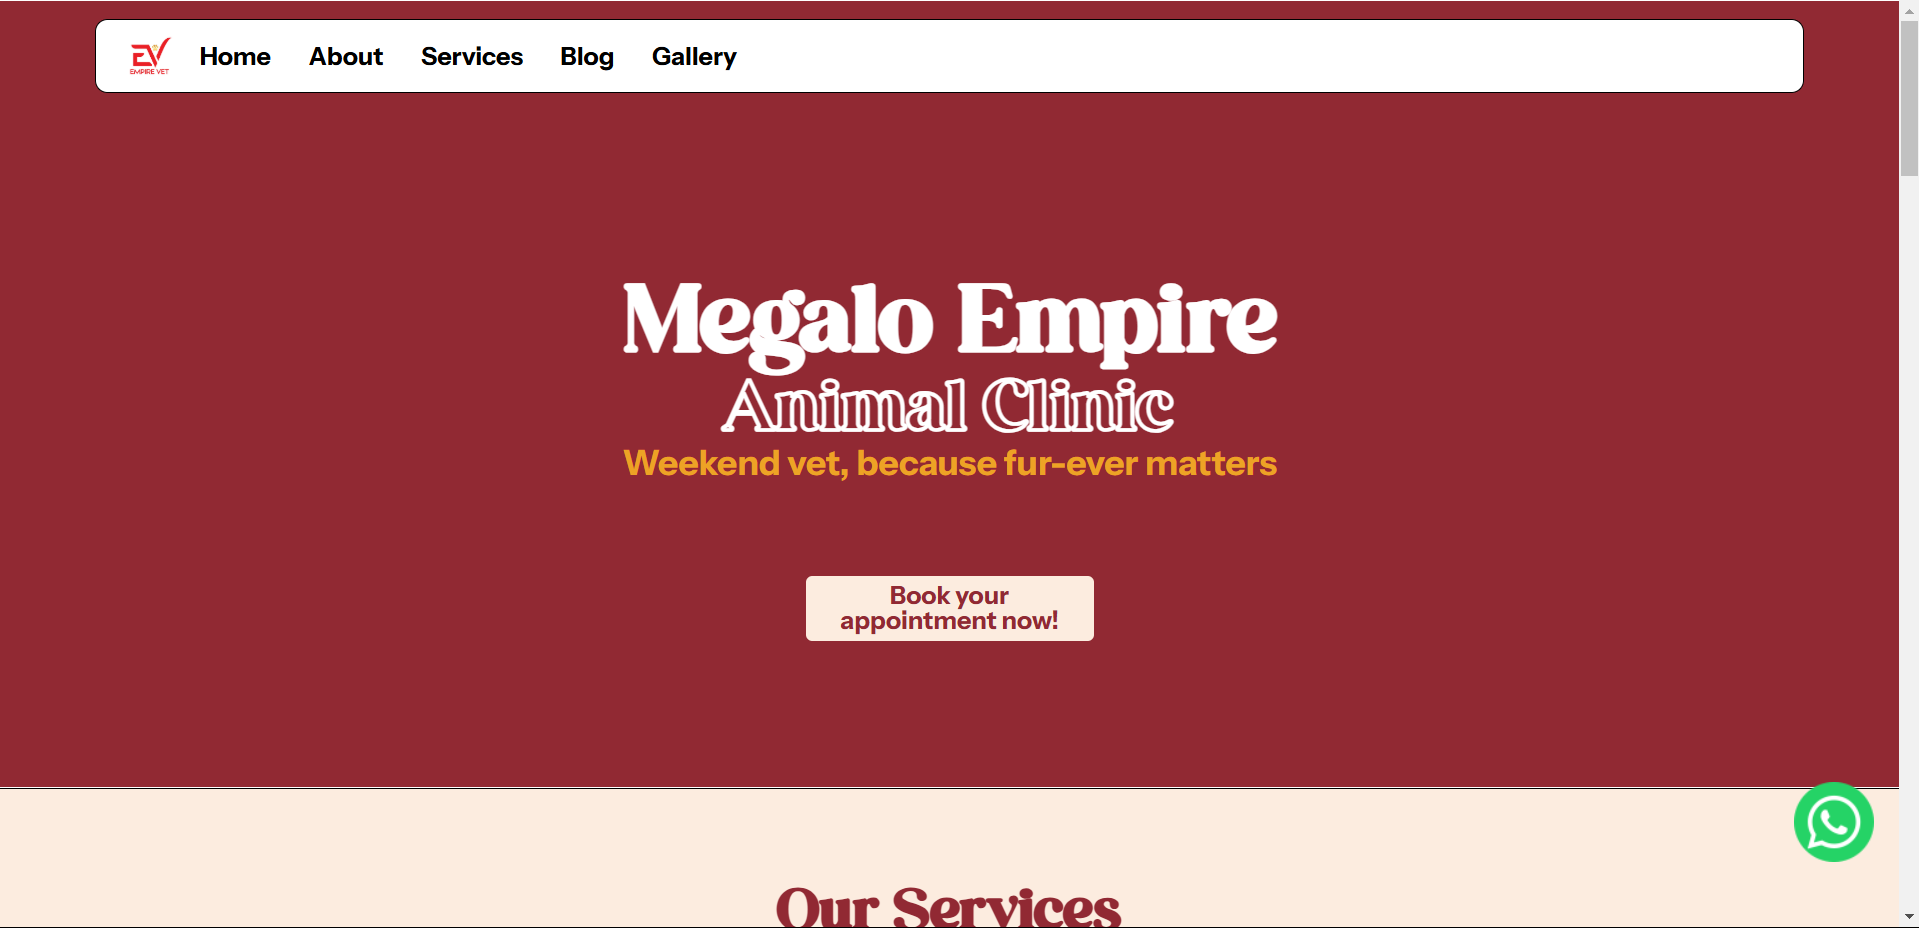 EV
EMPIRE VET
Home About Services Blog Gallery
Megalo Empire
Animal Clinic
Weekend vet, because fur-ever matters
Book your
appointment now!
Our Services